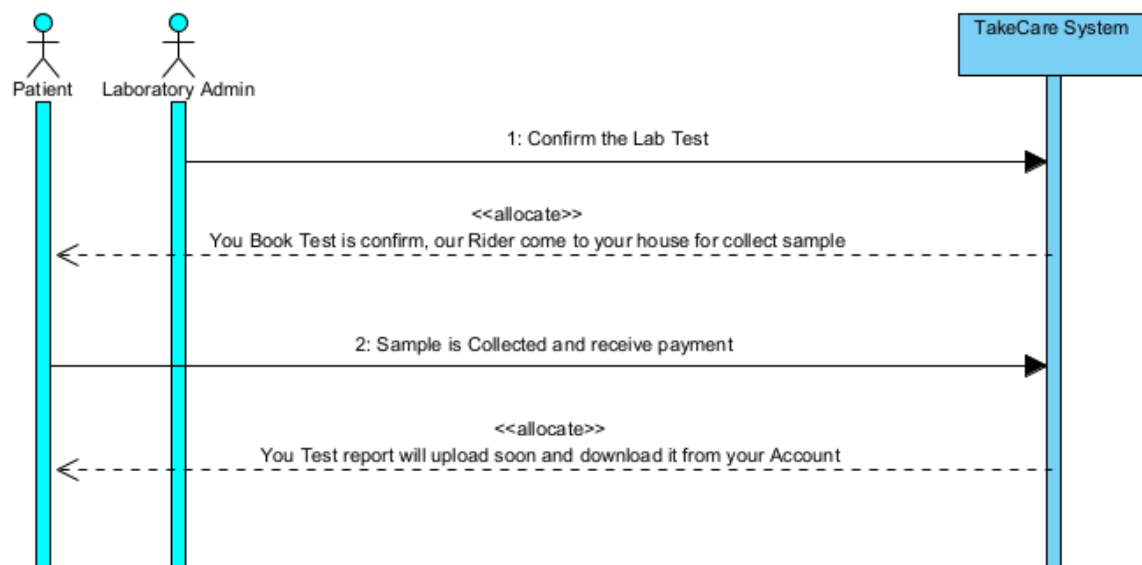 TakeCare System
Patient
Laboratory Admin
1: Confirm the Lab Test
<<allocate>>
You Book Test is confirm, our Rider come to your house for collect sample
2: Sample is Collected and receive payment
<<allocate>>
You Test report will upload soon and download it from your Account